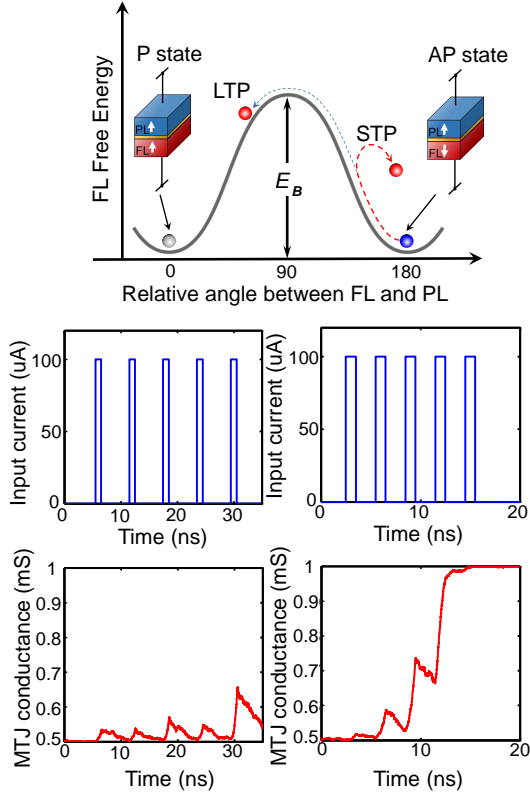 P state
AP state
LTP
STP
PL
FL
PL
FL
E_B
FL Free Energy
0
90
180
Relative angle between FL and PL
Input current (uA)
100
50
0
0
10
20
30
Time (ns)
Input current (uA)
100
50
0
0
10
20
Time (ns)
MTJ conductance (mS)
1
0.9
0.8
0.7
0.6
0.5
0
10
20
30
Time (ns)
MTJ conductance (mS)
1
0.9
0.8
0.7
0.6
0.5
0
10
20
Time (ns)